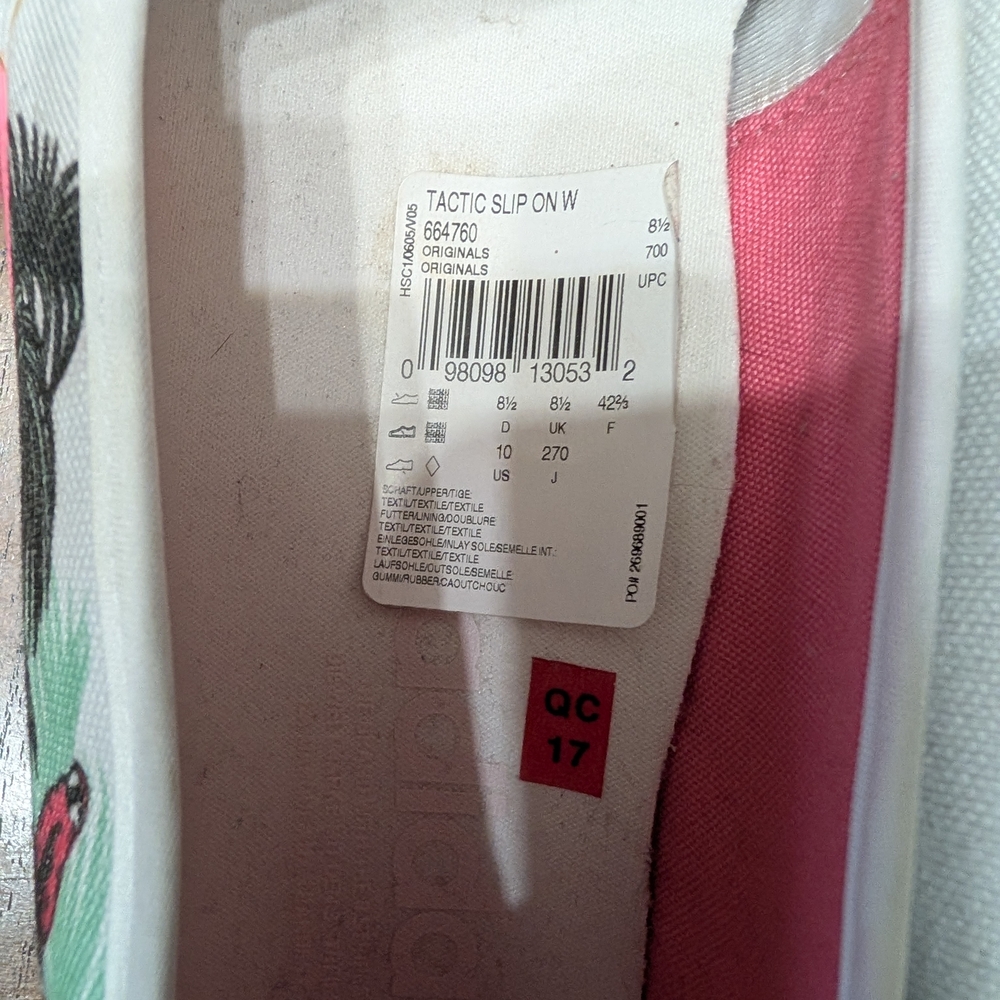 TACTIC SLIP ON W
664760 8½
ORIGINALS 700
ORIGINALS UPC
HSC1/0605/V05
0 98098 13053 2
8½ 8½ 42⅔
D UK F
10 270
US J
SCHAFT/UPPER/TIGE:
TEXTIL/TEXTILE/TEXTILE
FUTTER/LINING/DOUBLURE
TEXTIL/TEXTILE/TEXTILE
EINLEGESOHLE/INLAY SOLE/SEMELLE INT.:
TEXTIL/TEXTILE/TEXTILE
LAUFSOHLE/OUTSOLE/SEMELLE
GUMMI/RUBBER/CAOUTCHOUC
PO# 269689001
QC
17